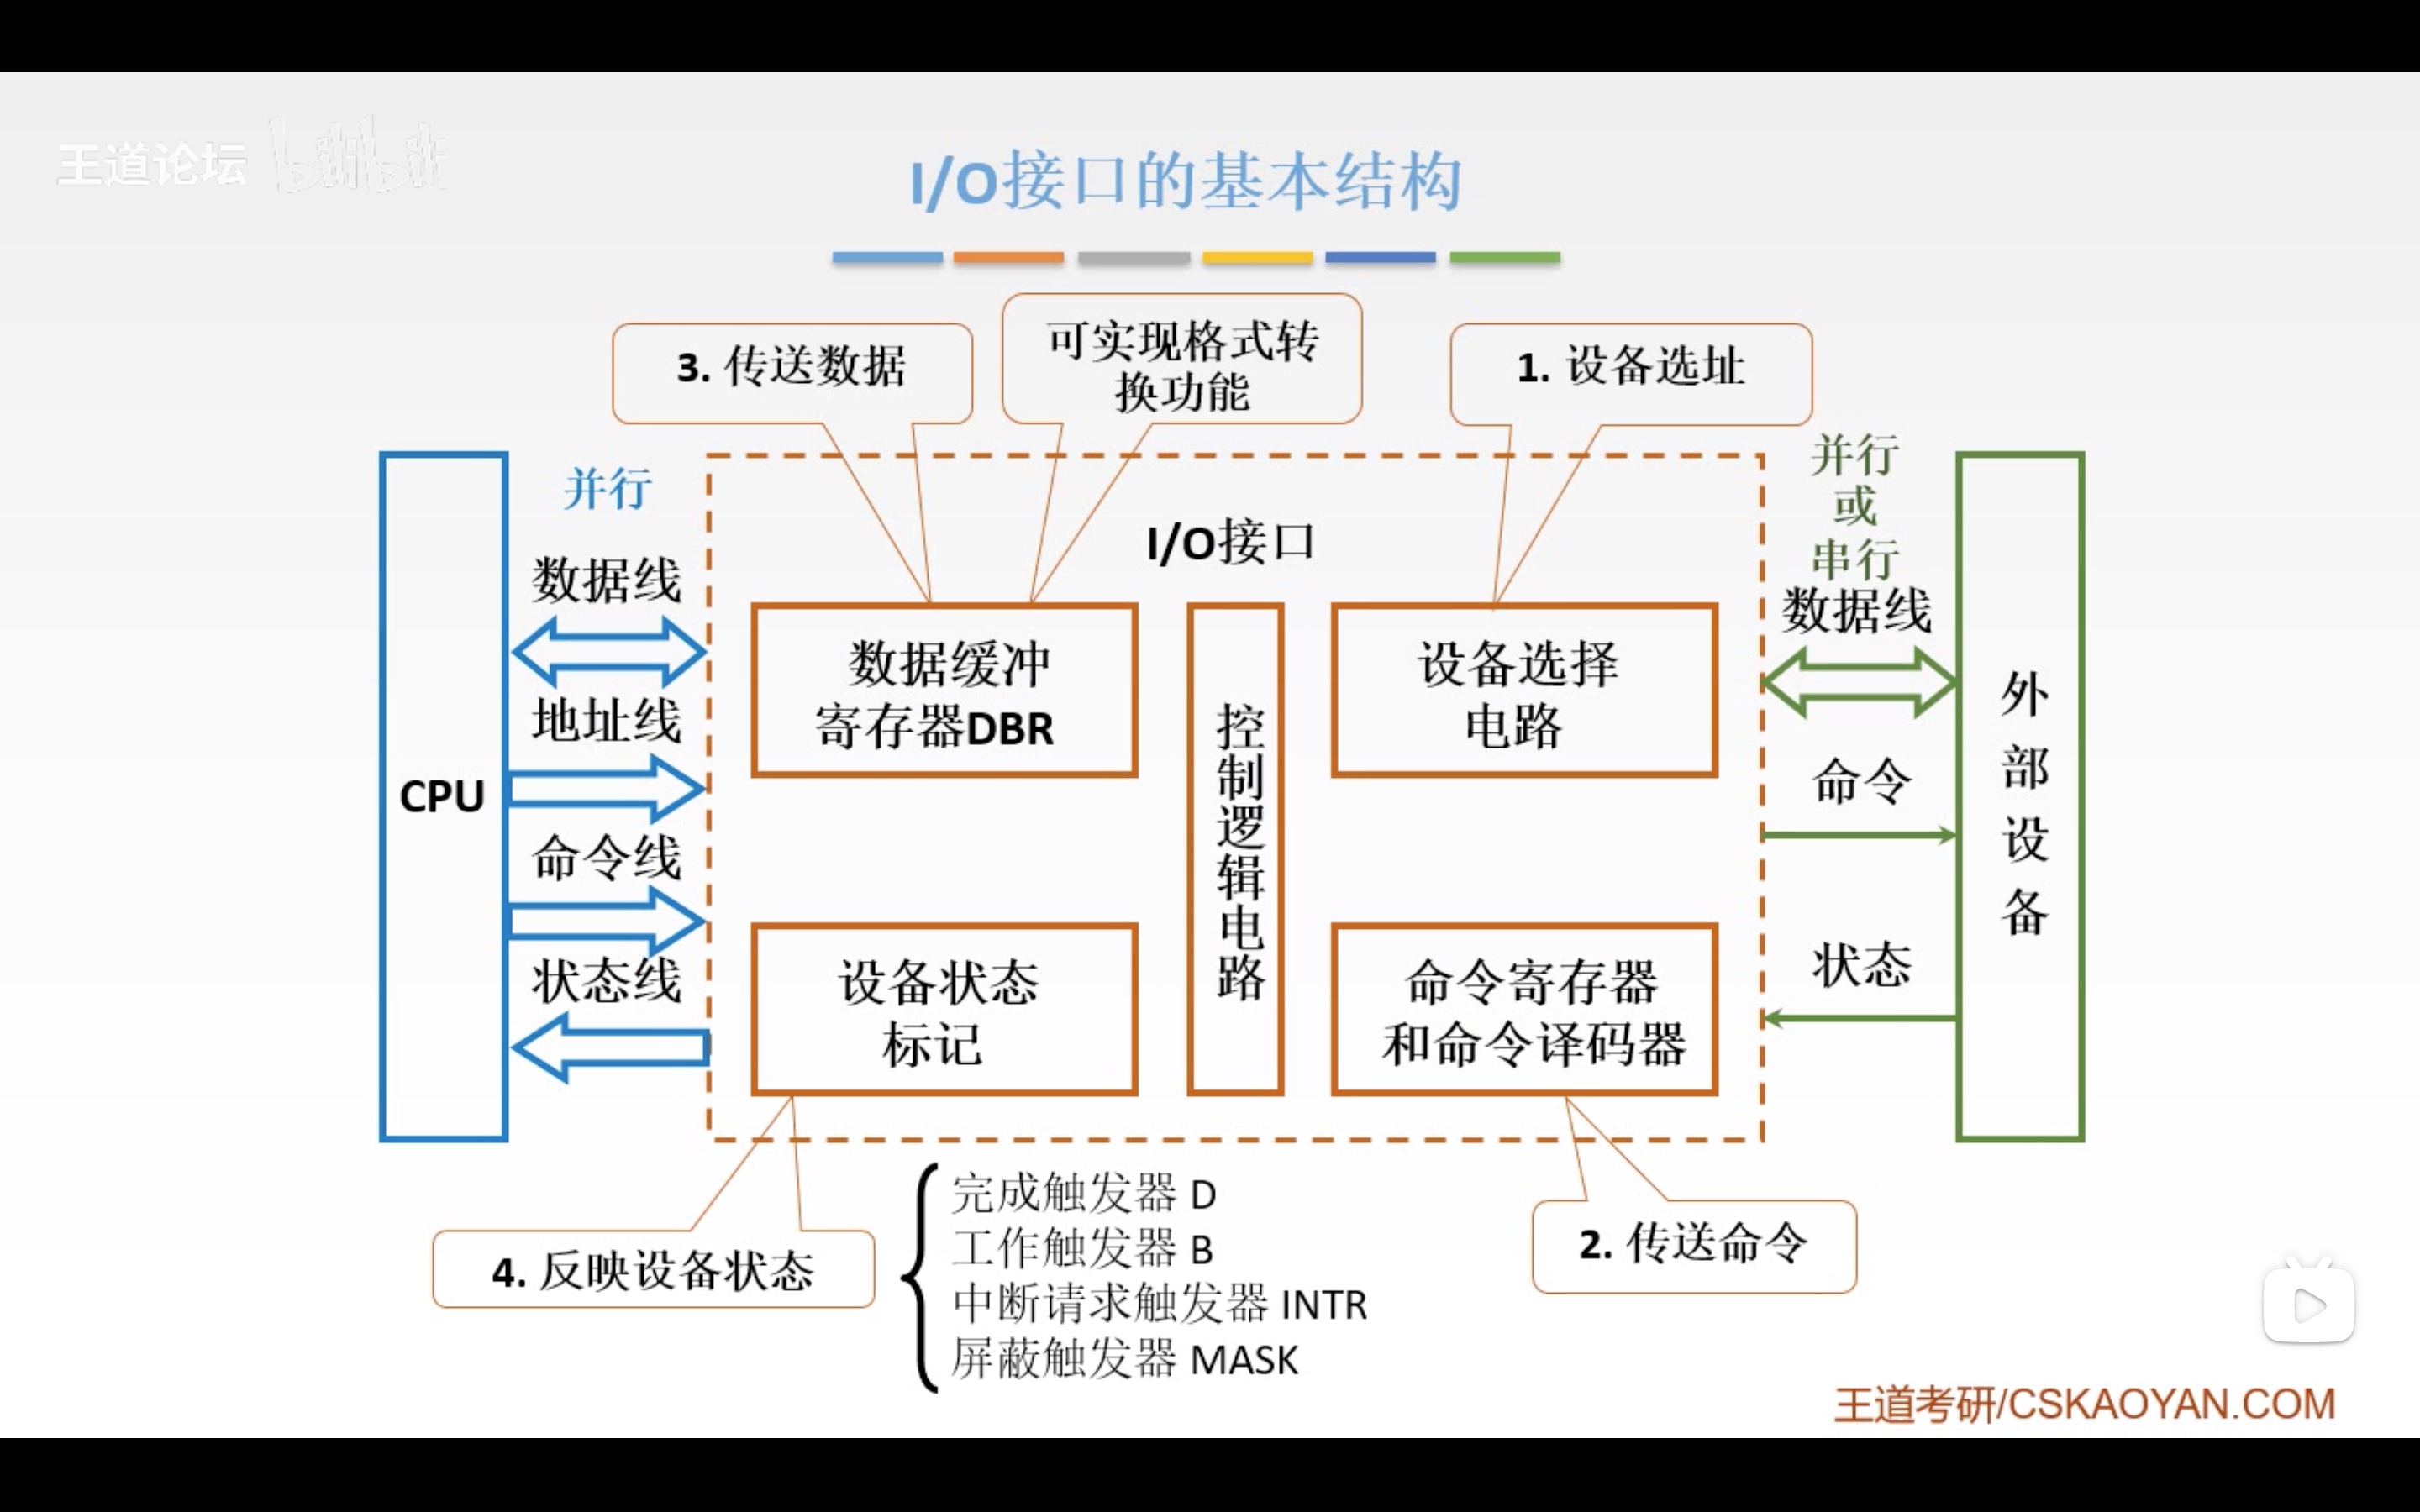 王道论坛 bilibili
I/O接口的基本结构
3. 传送数据
可实现格式转
换功能
1. 设备选址
并行
数据线
地址线
命令线
状态线
CPU
I/O接口
数据缓冲
寄存器DBR
控制逻辑电路
设备选择
电路
设备状态
标记
命令寄存器
和命令译码器
并行
或
串行
数据线
命令
状态
外部设备
4. 反映设备状态
完成触发器 D
工作触发器 B
中断请求触发器 INTR
屏蔽触发器 MASK
2. 传送命令
王道考研/CSKAOYAN.COM